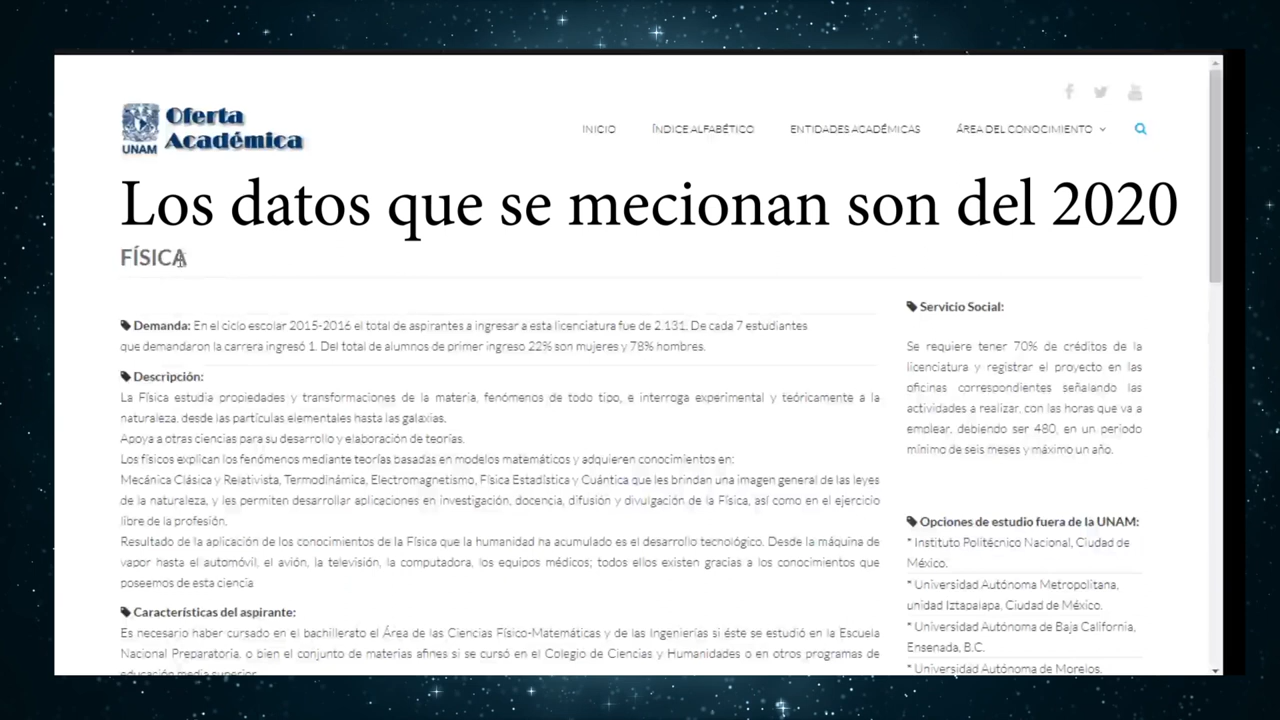 Oferta
Académica
UNAM
INICIO ÍNDICE ALFABÉTICO ENTIDADES ACADÉMICAS ÁREA DEL CONOCIMIENTO
Los datos que se mecionan son del 2020
FÍSICA
Demanda: En el ciclo escolar 2015-2016 el total de aspirantes a ingresar a esta licenciatura fue de 2,131. De cada 7 estudiantes
que demandaron la carrera ingresó 1. Del total de alumnos de primer ingreso 22% son mujeres y 78% hombres.
Descripción:
La Física estudia propiedades y transformaciones de la materia, fenómenos de todo tipo, e interroga experimental y teóricamente a la
naturaleza, desde las partículas elementales hasta las galaxias.
Apoya a otras ciencias para su desarrollo y elaboración de teorías.
Los físicos explican los fenómenos mediante teorías basadas en modelos matemáticos y adquieren conocimientos en:
Mecánica Clásica y Relativista, Termodinámica, Electromagnetismo, Física Estadística y Cuántica que les brindan una imagen general de las leyes
de la naturaleza, y les permiten desarrollar aplicaciones en investigación, docencia, difusión y divulgación de la Física, así como en el ejercicio
libre de la profesión.
Resultado de la aplicación de los conocimientos de la Física que la humanidad ha acumulado es el desarrollo tecnológico. Desde la máquina de
vapor hasta el automóvil, el avión, la televisión, la computadora, los equipos médicos; todos ellos existen gracias a los conocimientos que
poseemos de esta ciencia
Características del aspirante:
Es necesario haber cursado en el bachillerato el Área de las Ciencias Físico-Matemáticas y de las Ingenierías si éste se estudió en la Escuela
Nacional Preparatoria, o bien el conjunto de materias afines si se cursó en el Colegio de Ciencias y Humanidades o en otros programas de
educación media superior.
Servicio Social:
Se requiere tener 70% de créditos de la
licenciatura y registrar el proyecto en las
oficinas correspondientes señalando las
actividades a realizar, con las horas que va a
emplear, debiendo ser 480, en un periodo
mínimo de seis meses y máximo un año.
Opciones de estudio fuera de la UNAM:
* Instituto Politécnico Nacional, Ciudad de
México.
* Universidad Autónoma Metropolitana,
unidad Iztapalapa, Ciudad de México.
* Universidad Autónoma de Baja California,
Ensenada, B.C.
* Universidad Autónoma de Morelos.